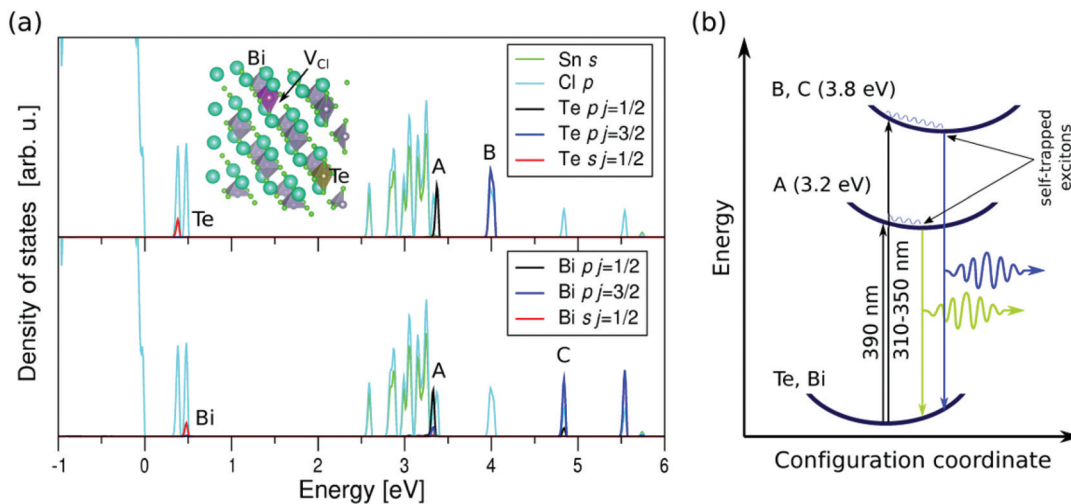 (a)
Density of states [arb. u.]
Bi
V_Cl
Te
Sn s
Cl p
Te p j=1/2
Te p j=3/2
Te s j=1/2
Te
A
B
Bi p j=1/2
Bi p j=3/2
Bi s j=1/2
Bi
A
C
-1 0 1 2 3 4 5 6
Energy [eV]
(b)
Energy
B, C (3.8 eV)
A (3.2 eV)
self-trapped
excitons
390 nm
310-350 nm
Te, Bi
Configuration coordinate